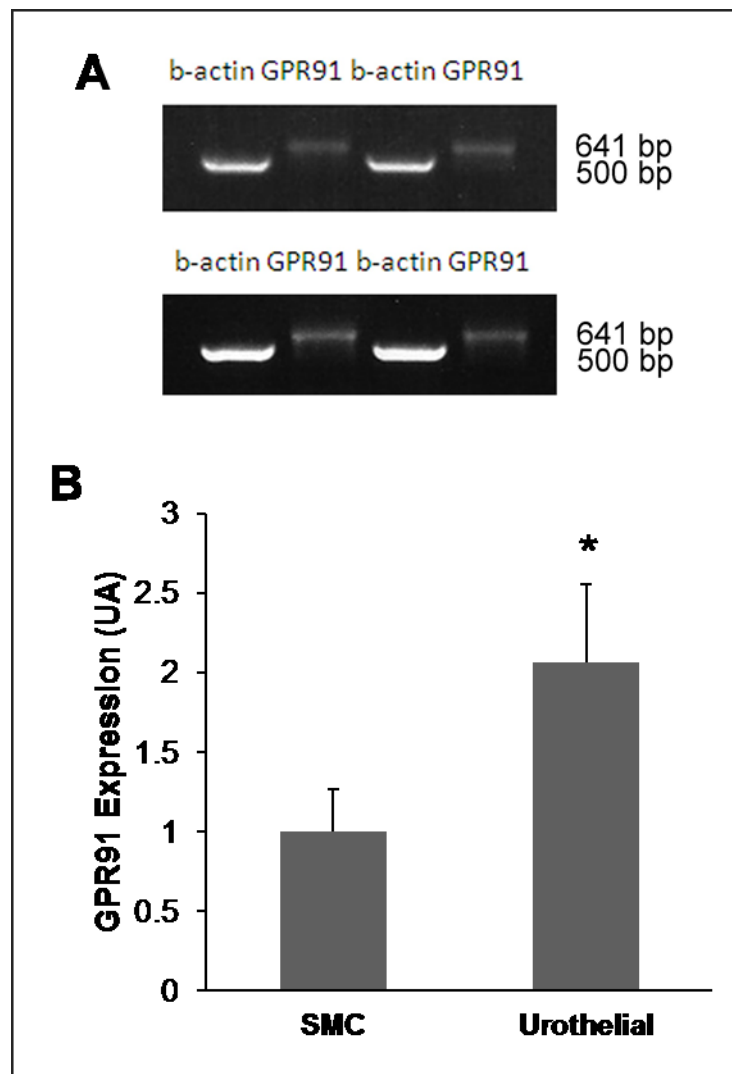 A
b-actin GPR91 b-actin GPR91
641 bp
500 bp
b-actin GPR91 b-actin GPR91
641 bp
500 bp
B
GPR91 Expression (UA)
3
2.5
2
1.5
1
0.5
0
*
SMC Urothelial